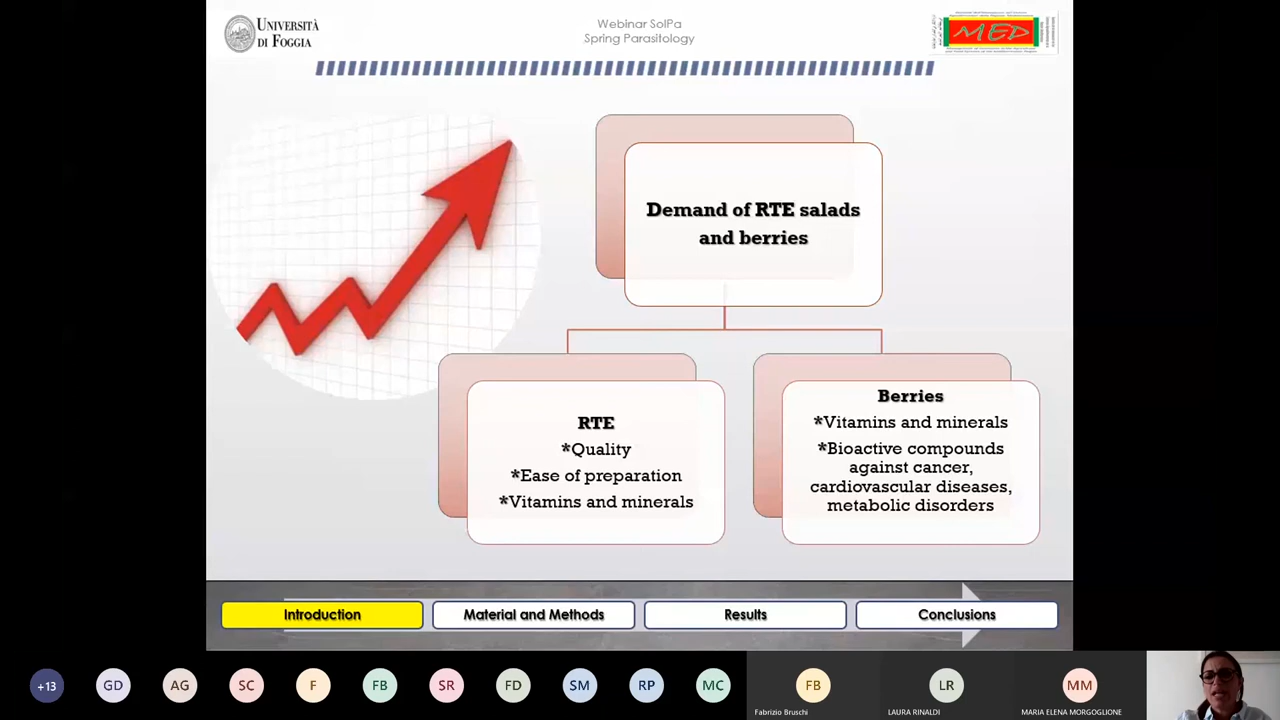 UNIVERSITÀ
DI FOGGIA
Webinar SoIPa
Spring Parasitology
MED
Demand of RTE salads
and berries
RTE
*Quality
*Ease of preparation
*Vitamins and minerals
Berries
*Vitamins and minerals
*Bioactive compounds
against cancer,
cardiovascular diseases,
metabolic disorders
Introduction
Material and Methods
Results
Conclusions
+13
GD
AG
SC
F
FB
SR
FD
SM
RP
MC
FB
LR
MM
Fabrizio Bruschi
LAURA RINALDI
MARIA ELENA MORGOGLIONE